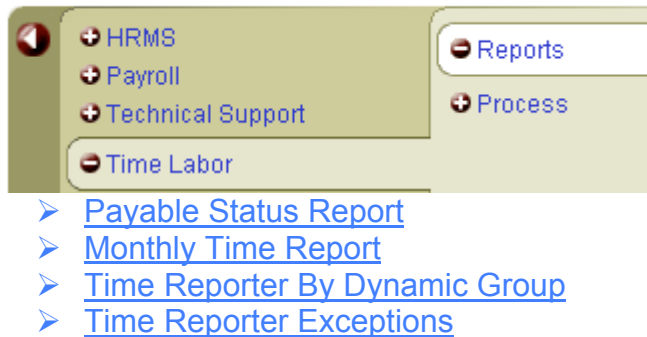 HRMS
Payroll
Technical Support
Time Labor
Reports
Process
Payable Status Report
Monthly Time Report
Time Reporter By Dynamic Group
Time Reporter Exceptions